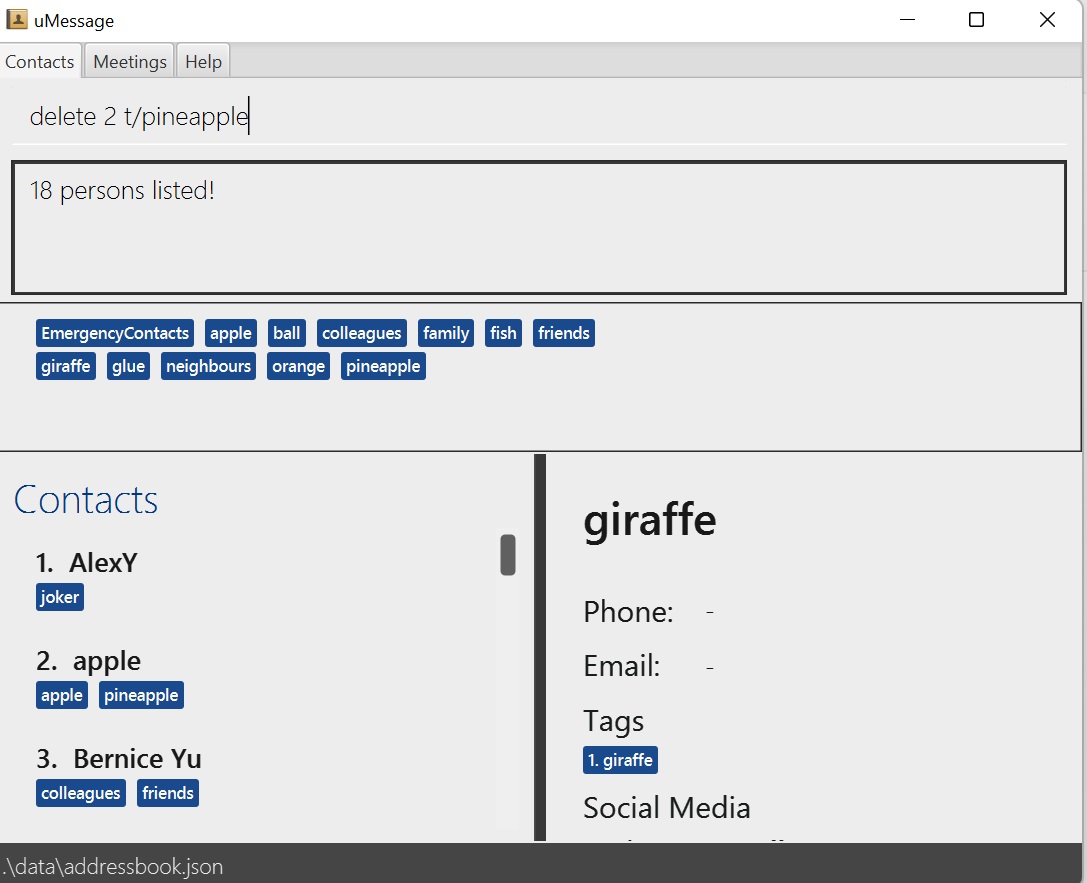 uMessage
Contacts Meetings Help
delete 2 t/pineapple
18 persons listed!
EmergencyContacts apple ball colleagues family fish friends
giraffe glue neighbours orange pineapple
Contacts
1. AlexY
joker
2. apple
apple pineapple
3. Bernice Yu
colleagues friends
giraffe
Phone: -
Email: -
Tags
1. giraffe
Social Media
.\data\addressbook.json